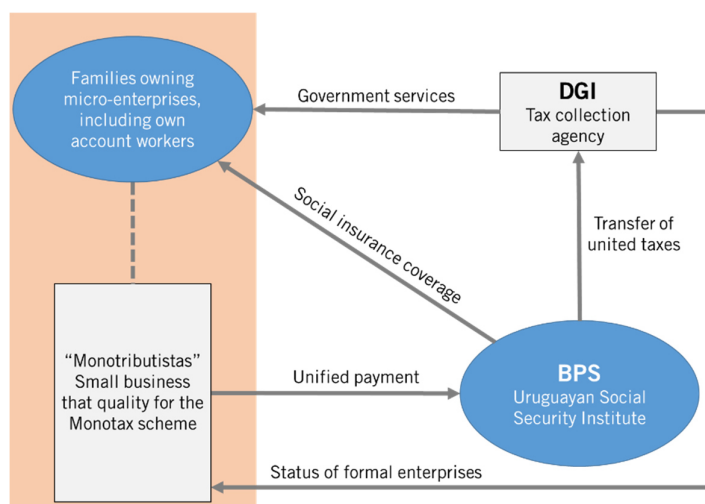 Families owning
micro-enterprises,
including own
account workers
Government services
DGI
Tax collection
agency
Social insurance coverage
Transfer of
united taxes
“Monotributistas”
Small business
that quality for the
Monotax scheme
Unified payment
BPS
Uruguayan Social
Security Institute
Status of formal enterprises